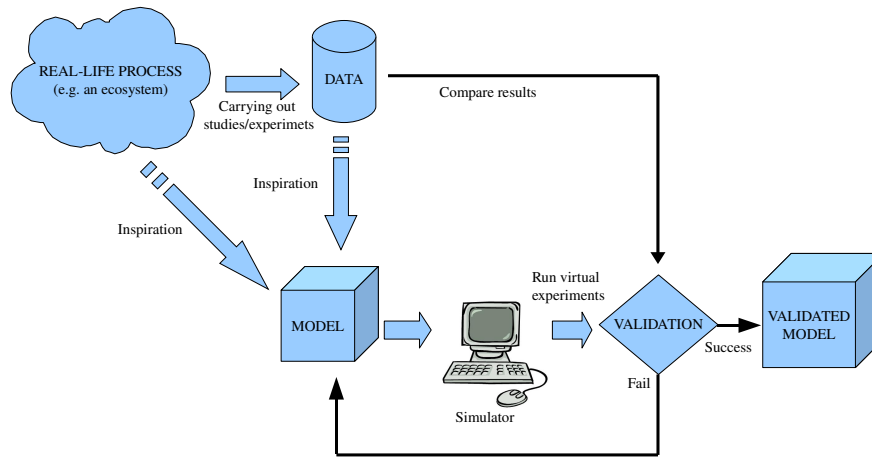 REAL-LIFE PROCESS
(e.g. an ecosystem)
DATA
Carrying out
studies/experimets
Compare results
Inspiration
Inspiration
MODEL
Simulator
Run virtual
experiments
VALIDATION
Success
Fail
VALIDATED
MODEL